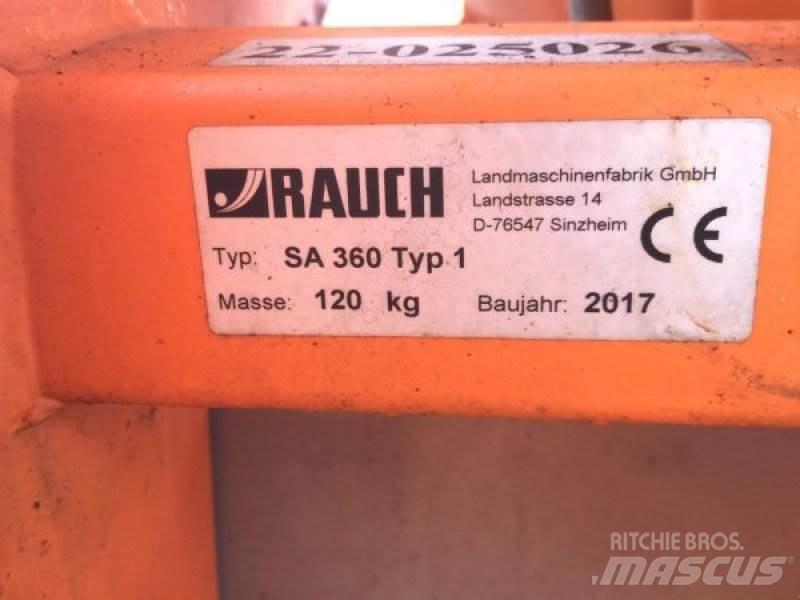 22-025026
RAUCH
Landmaschinenfabrik GmbH
Landstrasse 14
D-76547 Sinzheim
CE
Typ: SA 360 Typ 1
Masse: 120 kg Baujahr: 2017
RITCHIE BROS.
MASCUS